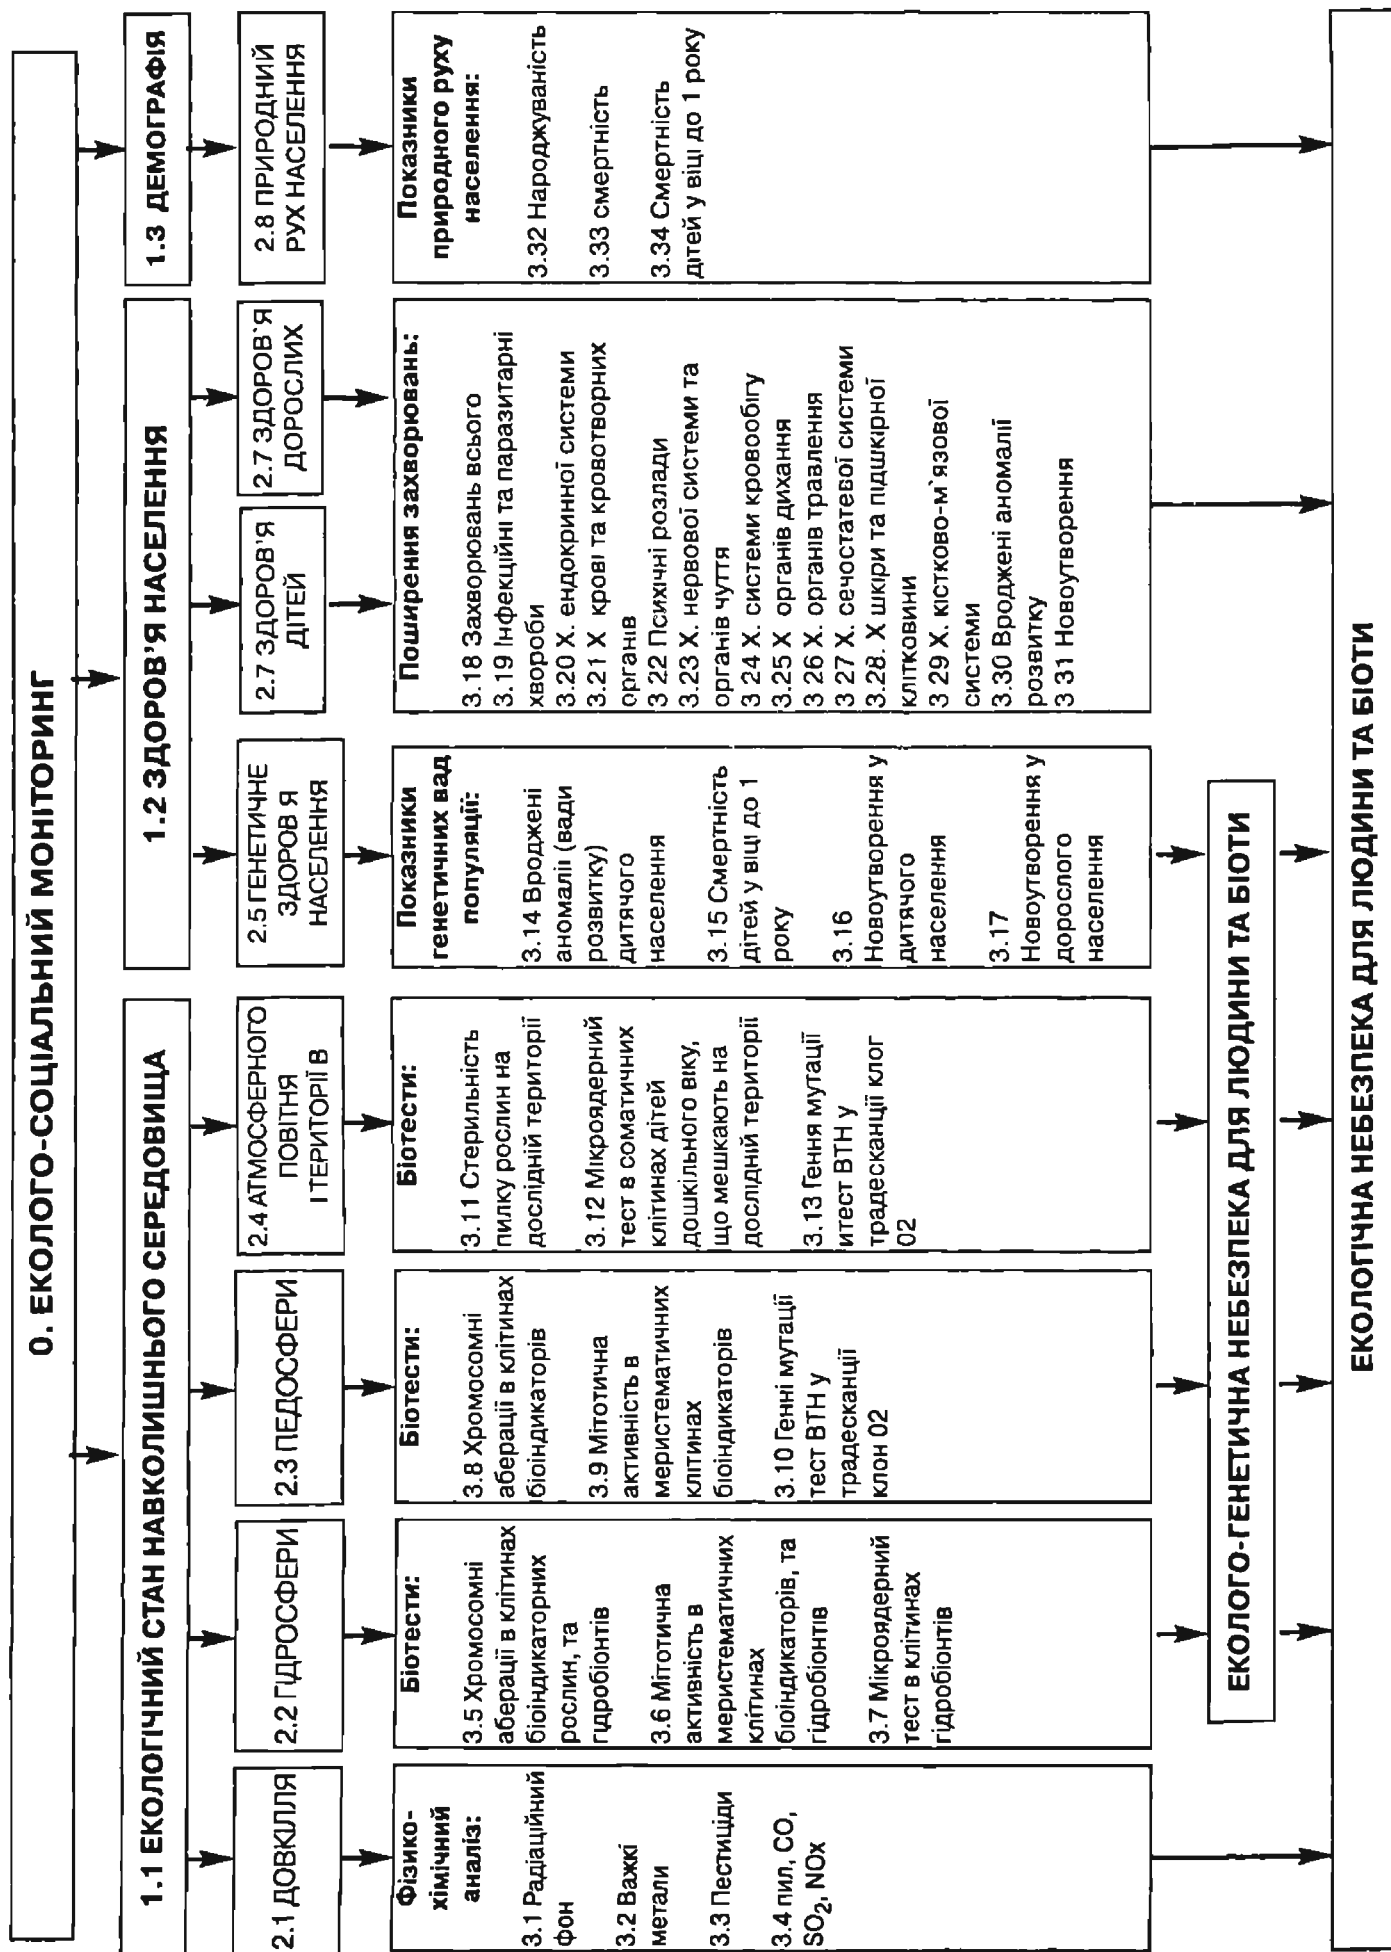 0. ЕКОЛОГО-СОЦІАЛЬНИЙ МОНІТОРИНГ
1.1 ЕКОЛОГІЧНИЙ СТАН НАВКОЛИШНЬОГО СЕРЕДОВИЩА
1.2 ЗДОРОВ'Я НАСЕЛЕННЯ
1.3 ДЕМОГРАФІЯ
2.1 ДОВКІЛЛЯ
2.2 ГІДРОСФЕРИ
2.3 ПЕДОСФЕРИ
2.4 АТМОСФЕРНОГО
ПОВІТНЯ
І ТЕРИТОРІЇ В
2.5 ГЕНЕТИЧНЕ
ЗДОРОВ Я
НАСЕЛЕННЯ
2.7 ЗДОРОВ'Я
ДІТЕЙ
2.7 ЗДОРОВ`Я
ДОРОСЛИХ
2.8 ПРИРОДНИЙ
РУХ НАСЕЛЕННЯ
Фізико-
хімічний
аналіз:
3.1 Радіаційний
фон
3.2 Важкі
метали
3.3 Пестициди
3.4 пил, СО,
SO2, NOx
Біотести:
3.5 Хромосомні
аберації в клітинах
біоіндикаторних
рослин, та
гідробіонтів
3.6 Мітотична
активність в
меристематичних
клітинах
біоіндикаторів, та
гідробіонтів
3.7 Мікроядерний
тест в клітинах
гідробіонтів
Біотести:
3.8 Хромосомні
аберації в клітинах
біоіндикаторів
3.9 Мітотична
активність в
меристематичних
клітинах
біоіндикаторів
3.10 Генні мутації
тест ВТН у
традесканції
клон 02
Біотести:
3.11 Стерильність
пилку рослин на
дослідній території
3.12 Мікроядерний
тест в соматичних
клітинах дітей
дошкільного віку,
що мешкають на
дослідній території
3.13 Гення мутації
итест ВТН у
традесканції клог
02
Показники
генетичних вад
популяції:
3.14 Вроджені
аномалії (вади
розвитку)
дитячого
населення
3.15 Смертність
дітей у віці до 1
року
3.16
Новоутворення у
дитячого
населення
3.17
Новоутворення у
дорослого
населення
Поширення захворювань:
3.18 Захворювань всього
3.19 Інфекційні та паразитарні
хвороби
3.20 Х. ендокринної системи
3.21 Х крові та кровотворних
органів
3 22 Психічні розлади
3.23 Х. нервової системи та
органів чуття
3 24 Х. системи кровообігу
3.25 Х органів дихання
3 26 Х. органів травлення
3 27 Х. сечостатевої системи
3.28. Х шкіри та підшкірної
клітковини
3 29 Х. кістково-м`язової
системи
3.30 Вроджені аномалії
розвитку
3 31 Новоутворення
Показники
природного руху
населення:
3.32 Народжуваність
3.33 смертність
3.34 Смертність
дітей у віці до 1 року
ЕКОЛОГО-ГЕНЕТИЧНА НЕБЕЗПЕКА ДЛЯ ЛЮДИНИ ТА БІОТИ
ЕКОЛОГІЧНА НЕБЕЗПЕКА ДЛЯ ЛЮДИНИ ТА БІОТИ